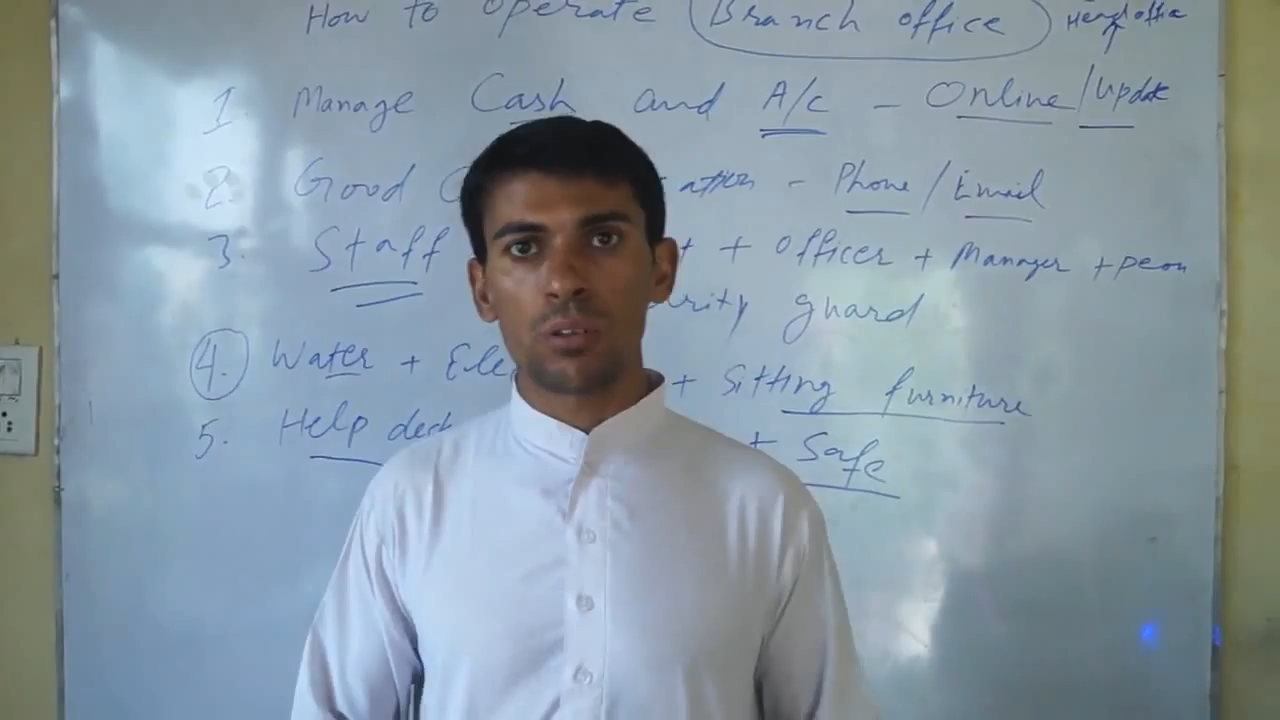 How to operate Branch office Head office
1. Manage Cash and A/c - Online/Update
2. Good - Phone / Email
3. Staff + Officer + Manager + peon
guard
4. Water + + Sitting furniture
5. Help desk + Safe